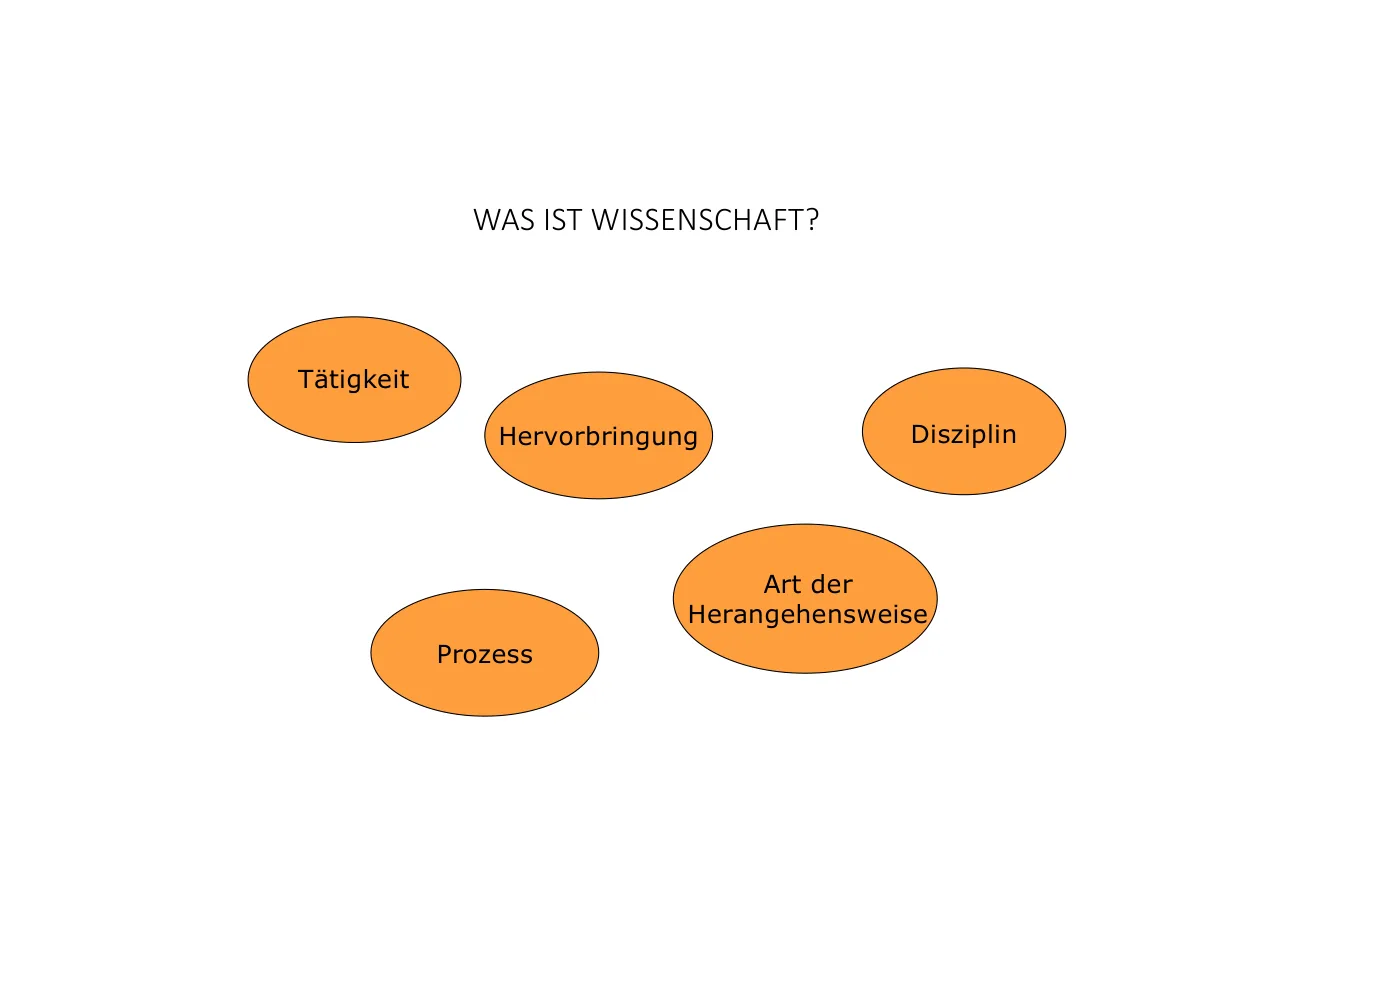 WAS IST WISSENSCHAFT?
Tätigkeit
Hervorbringung
Disziplin
Art der
Herangehensweise
Prozess